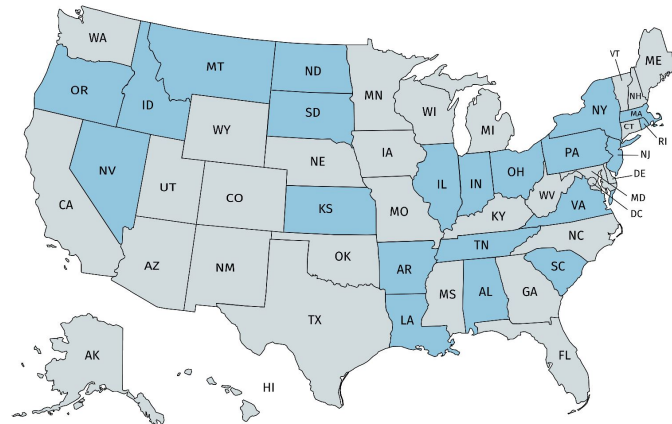 WA
MT
ND
MN
VT
ME
OR
ID
SD
WI
MI
NY
NH
MA
CT
RI
WY
NE
IA
PA
NJ
NV
UT
CO
IL
IN
OH
DE
MD
DC
CA
KS
MO
KY
WV
VA
AZ
NM
OK
AR
TN
NC
SC
TX
LA
MS
AL
GA
AK
HI
FL